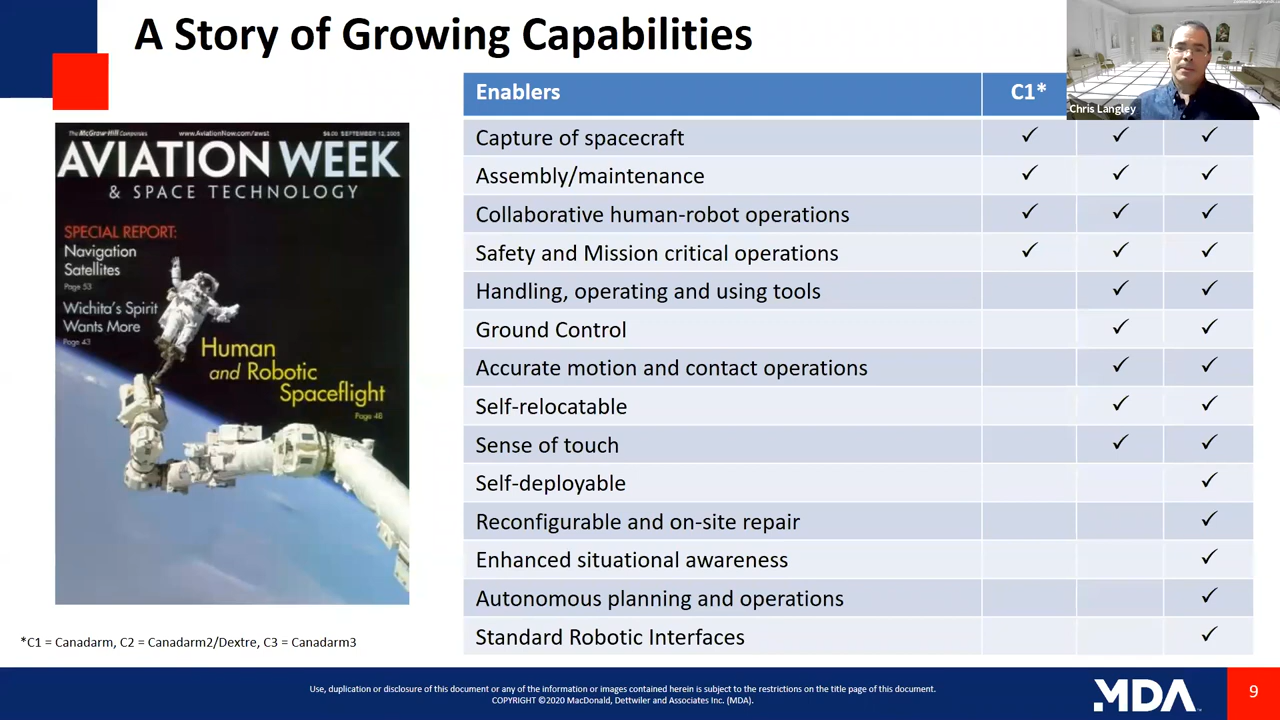 A Story of Growing Capabilities
Chris Langley
Enablers C1*
Capture of spacecraft ✓ ✓ ✓
Assembly/maintenance ✓ ✓ ✓
Collaborative human-robot operations ✓ ✓ ✓
Safety and Mission critical operations ✓ ✓ ✓
Handling, operating and using tools ✓ ✓
Ground Control ✓ ✓
Accurate motion and contact operations ✓ ✓
Self-relocatable ✓ ✓
Sense of touch ✓ ✓
Self-deployable ✓
Reconfigurable and on-site repair ✓
Enhanced situational awareness ✓
Autonomous planning and operations ✓
Standard Robotic Interfaces ✓
The McGraw-Hill Companies www.AviationNow.com/awst $6.00 SEPTEMBER 12, 2005
AVIATION WEEK
& SPACE TECHNOLOGY
SPECIAL REPORT:
Navigation
Satellites
Page 53
Wichita's Spirit
Wants More
Page 43
Human
and Robotic
Spaceflight
Page 48
*C1 = Canadarm, C2 = Canadarm2/Dextre, C3 = Canadarm3
Use, duplication or disclosure of this document or any of the information or images contained herein is subject to the restrictions on the title page of this document.
COPYRIGHT ©2020 MacDonald, Dettwiler and Associates Inc. (MDA).
MDA
9